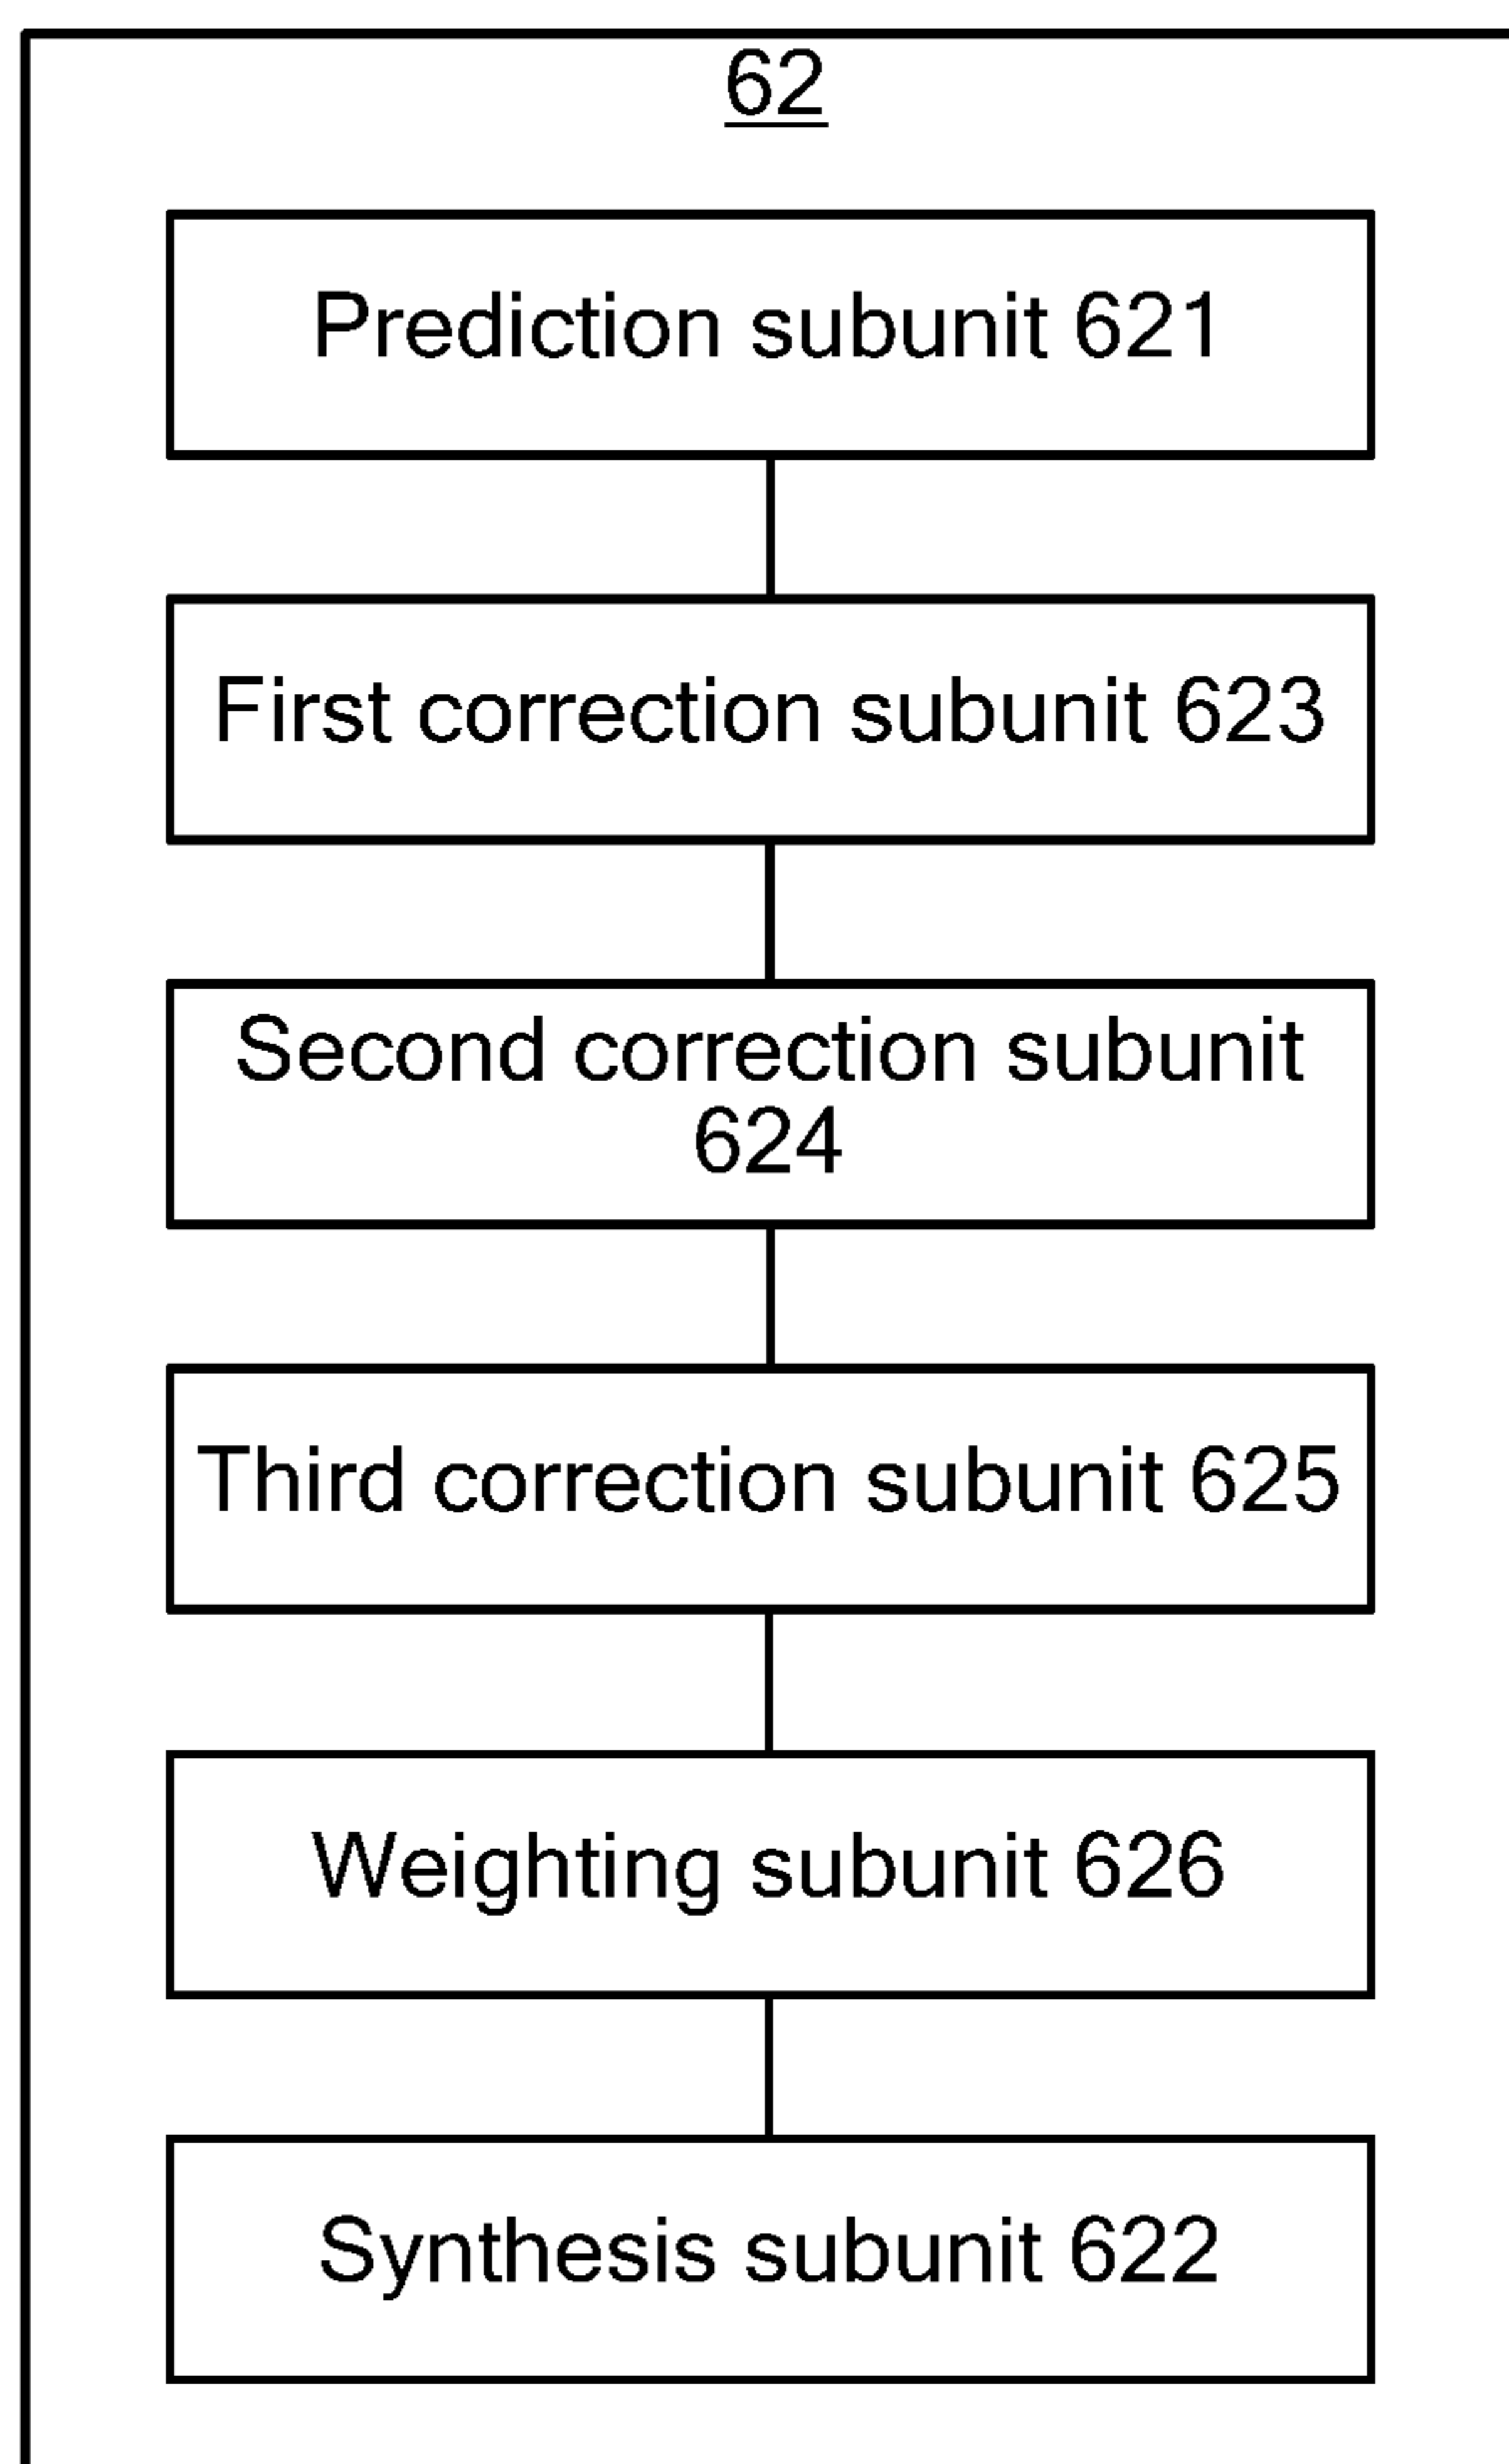 62
Prediction subunit 621
First correction subunit 623
Second correction subunit
624
Third correction subunit 625
Weighting subunit 626
Synthesis subunit 622